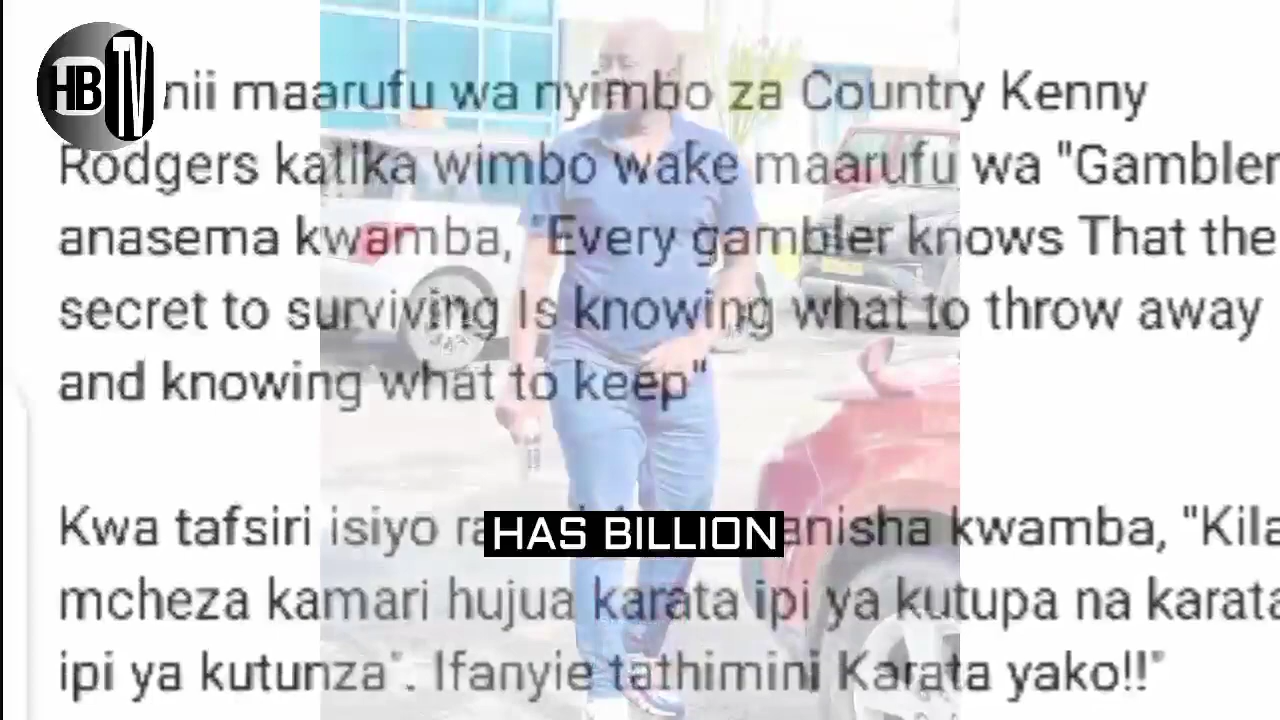 HB TV
nii maarufu wa nyimbo za Country Kenny
Rodgers katika wimbo wake maarufu wa "Gambler
anasema kwamba, "Every gambler knows That the
secret to surviving Is knowing what to throw away
and knowing what to keep"
Kwa tafsiri isiyo kwamba, "Kila
HAS BILLION
mcheza kamari hujua karata ipi ya kutupa na karata
ipi ya kutunza". Ifanyie tathimini Karata yako!!"